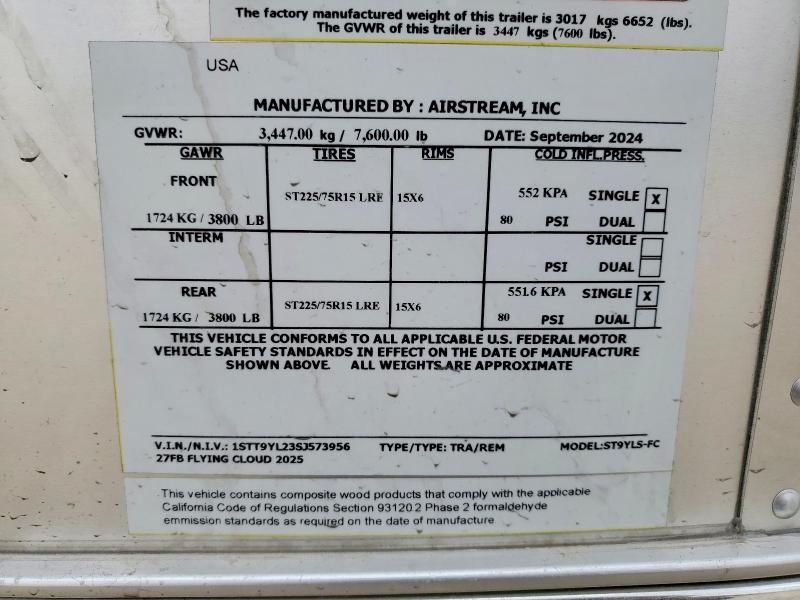 The factory manufactured weight of this trailer is 3017 kgs 6652 (lbs).
The GVWR of this trailer is 3447 kgs (7600 lbs).
USA
MANUFACTURED BY : AIRSTREAM, INC
GVWR: 3,447.00 kg / 7,600.00 lb DATE: September 2024
GAWR TIRES RIMS COLD INFL.PRESS.
FRONT 552 KPA SINGLE X
ST225/75R15 LRE 15X6
1724 KG / 3800 LB 80 PSI DUAL
INTERM SINGLE
PSI DUAL
REAR 551.6 KPA SINGLE X
ST225/75R15 LRE 15X6
1724 KG / 3800 LB 80 PSI DUAL
THIS VEHICLE CONFORMS TO ALL APPLICABLE U.S. FEDERAL MOTOR
VEHICLE SAFETY STANDARDS IN EFFECT ON THE DATE OF MANUFACTURE
SHOWN ABOVE. ALL WEIGHTS ARE APPROXIMATE
V.I.N./N.I.V.: 1STT9YL23SJ573956 TYPE/TYPE: TRA/REM MODEL:ST9YLS-FC
27FB FLYING CLOUD 2025
This vehicle contains composite wood products that comply with the applicable
California Code of Regulations Section 93120.2 Phase 2 formaldehyde
emmission standards as required on the date of manufacture